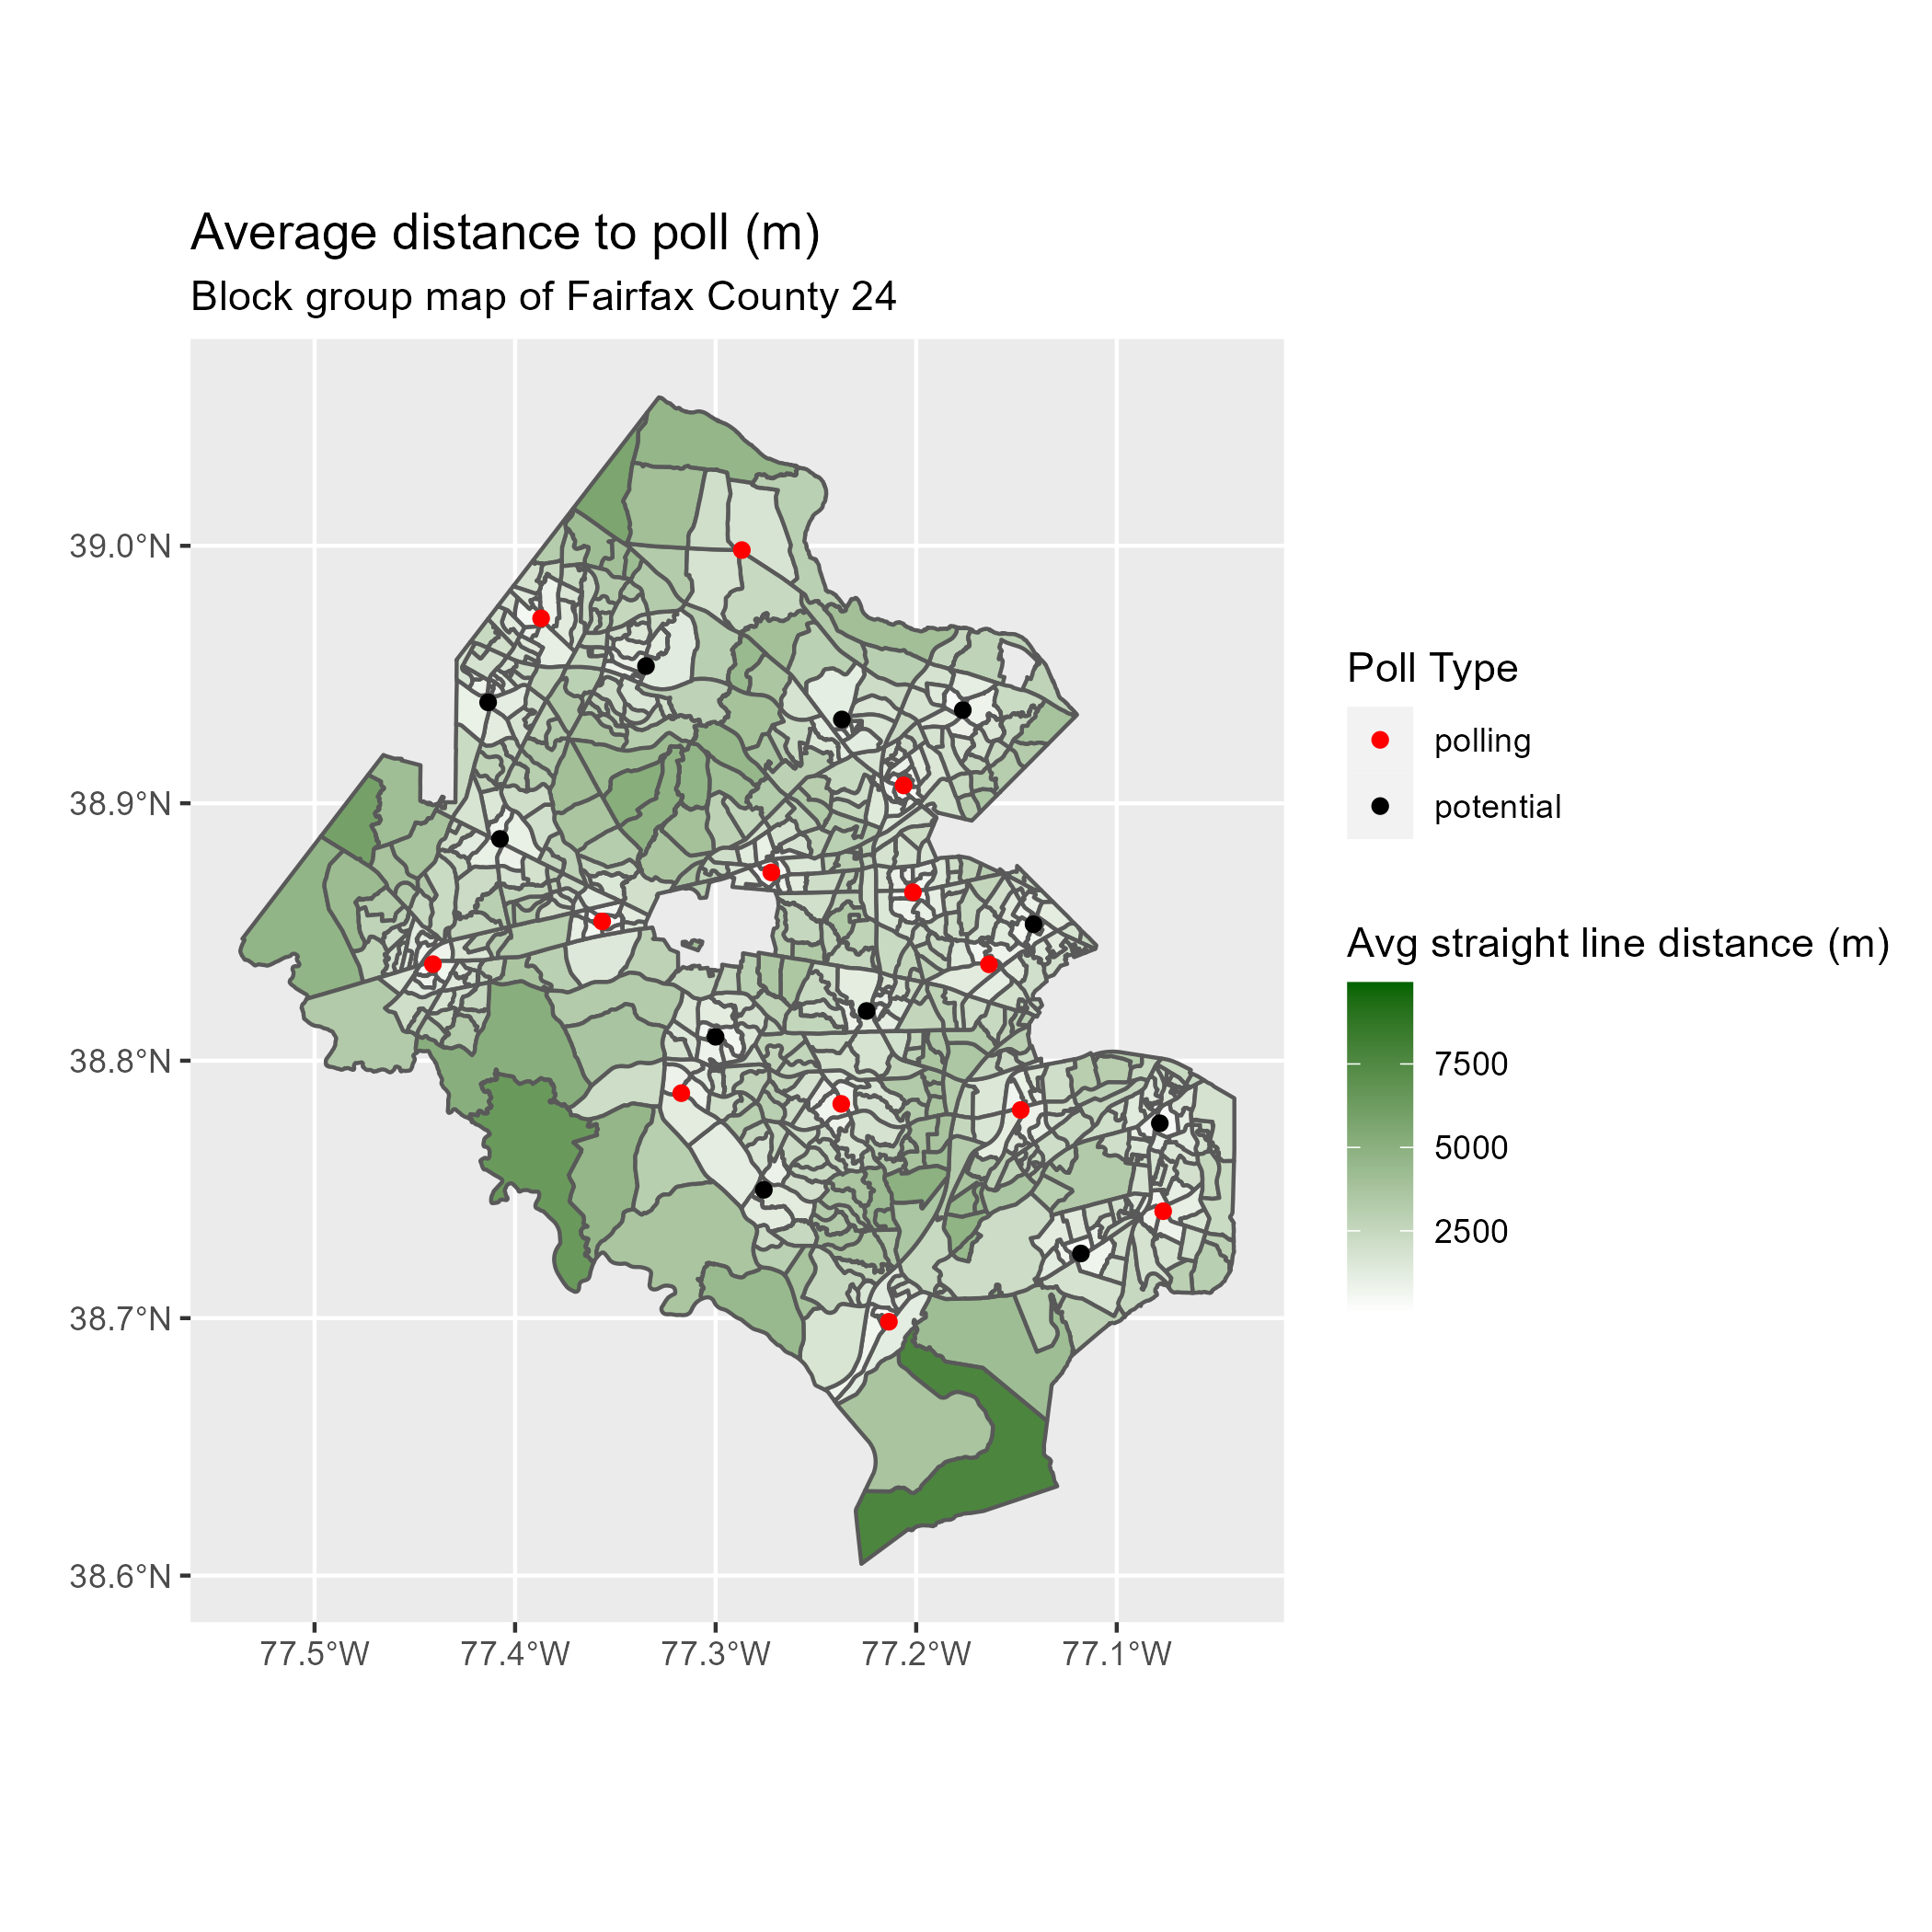 Average distance to poll (m)
Block group map of Fairfax County 24
39.0°N
38.9°N
38.8°N
38.7°N
38.6°N
77.5°W
77.4°W
77.3°W
77.2°W
77.1°W
Poll Type
polling
potential
Avg straight line distance (m)
7500
5000
2500